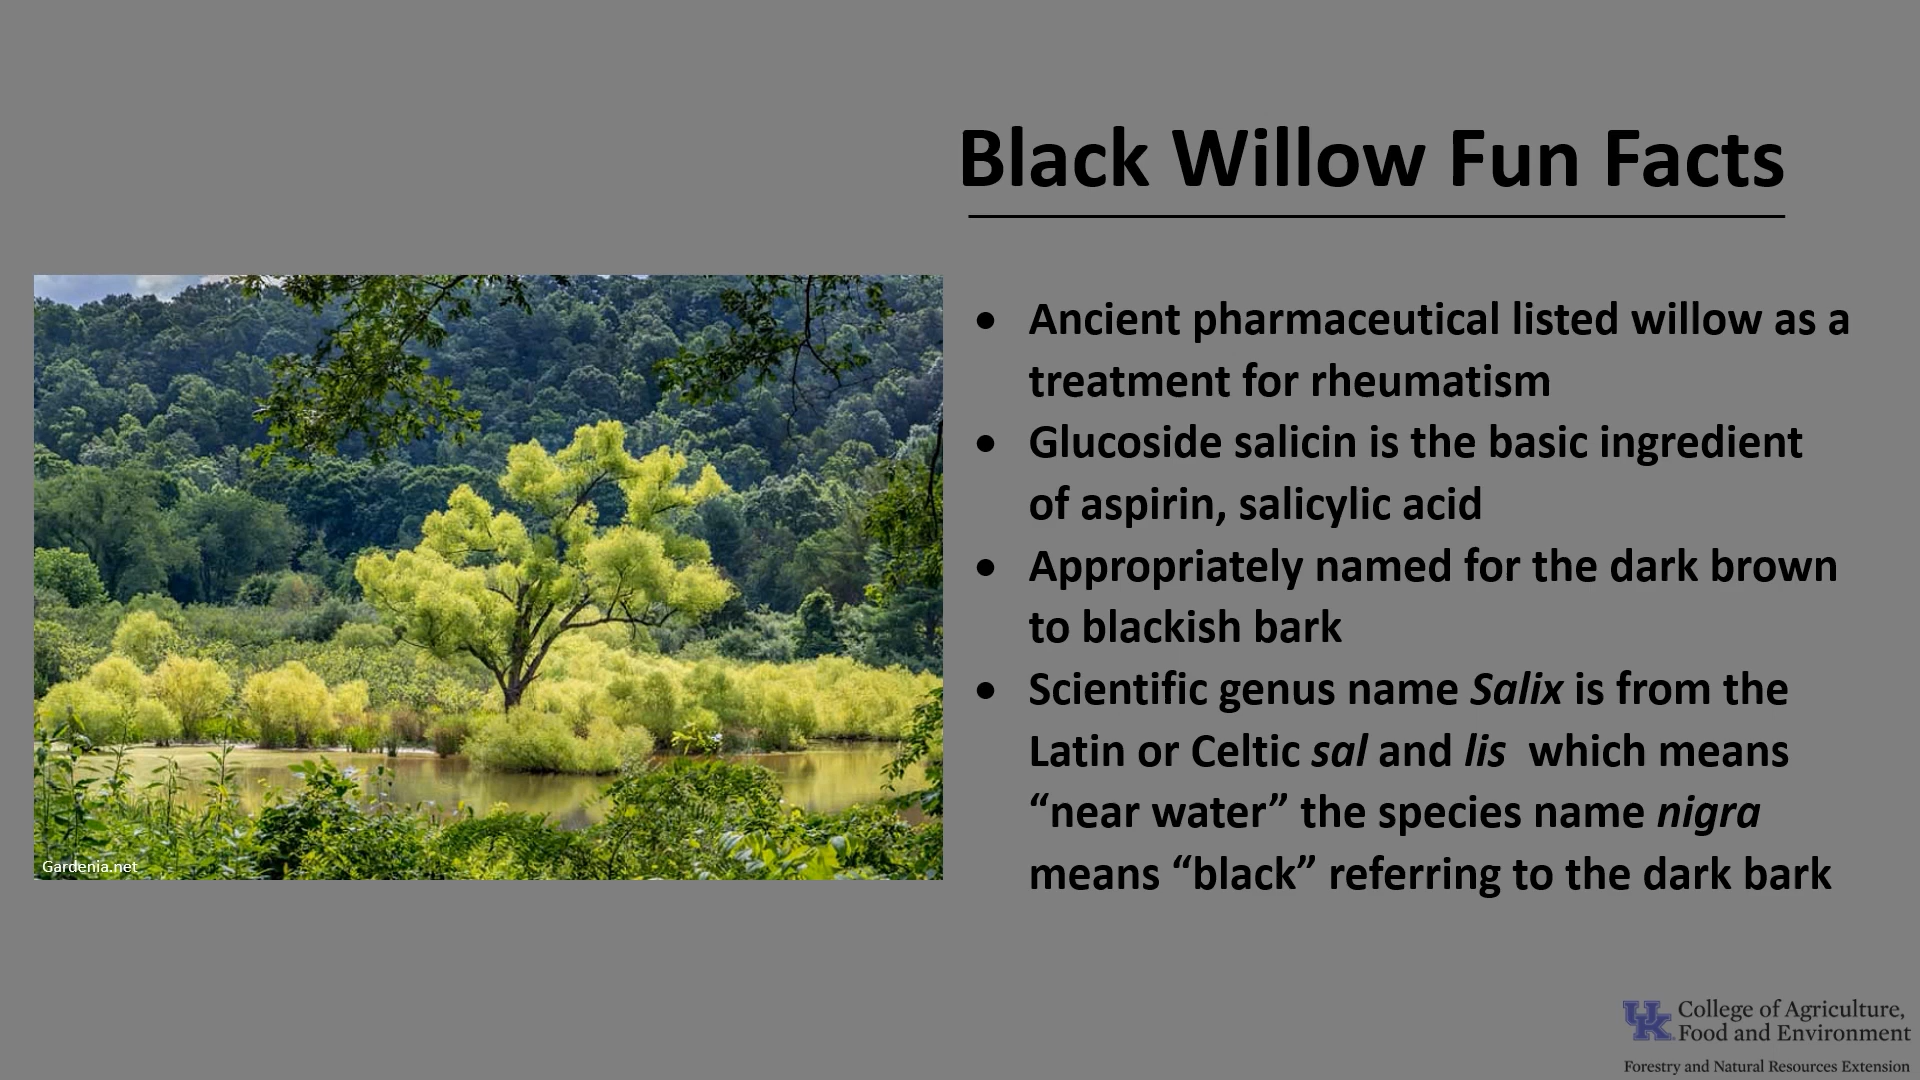 Black Willow Fun Facts
• Ancient pharmaceutical listed willow as a
treatment for rheumatism
• Glucoside salicin is the basic ingredient
of aspirin, salicylic acid
• Appropriately named for the dark brown
to blackish bark
• Scientific genus name Salix is from the
Latin or Celtic sal and lis  which means
“near water” the species name nigra
means “black” referring to the dark bark
Gardenia.net
UK College of Agriculture,
Food and Environment
Forestry and Natural Resources Extension